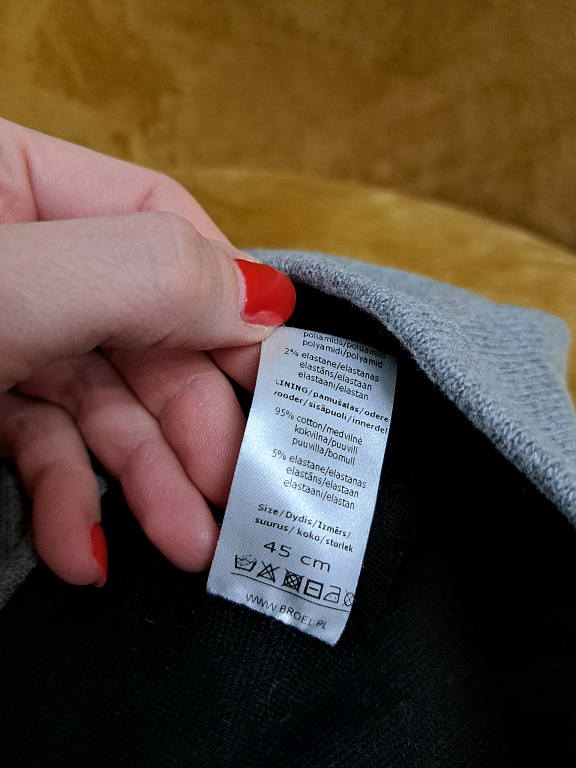 poliamids/polüamiid
polyamidi/polyamid
2% elastane/elastanas
elastāns/elastaan
elastaani/elastan
LINING/pamušalas/odere
vooder/sisäpuoli/innerdel
95% cotton/medvilnė
kokvilna/puuvill
puuvilla/bomull
5% elastane/elastanas
elastāns/elastaan
elastaani/elastan
Size/Dydis/Izmērs/
suurus/koko/storlek
45 cm
WWW.BROEL.PL